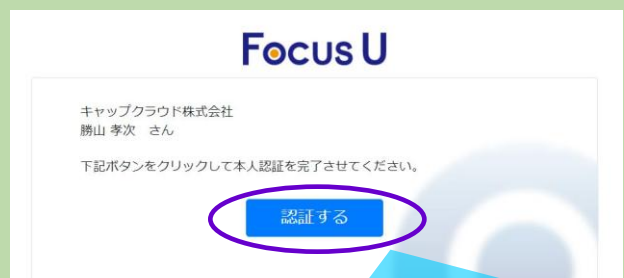 Focus U
キャップクラウド株式会社
勝山 孝次　さん
下記ボタンをクリックして本人認証を完了させてください。
認証する